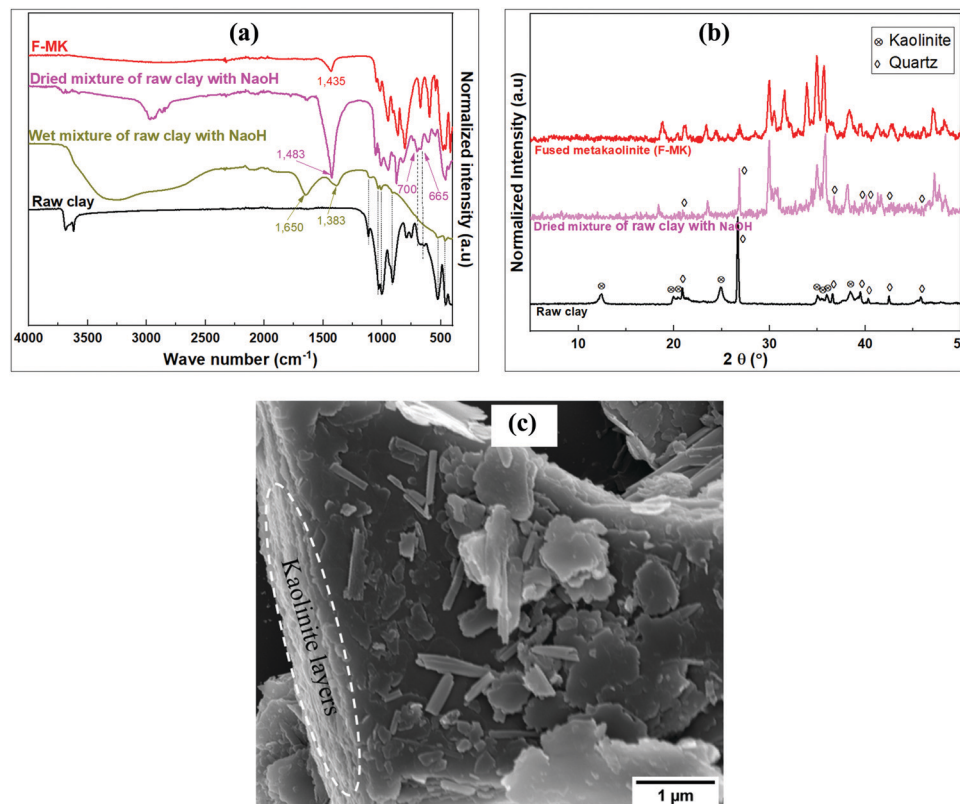 (a)
F-MK
1,435
Dried mixture of raw clay with NaoH
Wet mixture of raw clay with NaoH
1,483
700
665
1,650
1,383
Raw clay
4000 3500 3000 2500 2000 1500 1000 500
Wave number (cm-1)
Normalized intensity (a.u)
(b)
⊗ Kaolinite
◊ Quartz
Fused metakaolinite (F-MK)
Dried mixture of raw clay with NaOH
Raw clay
10 20 30 40 50
2 θ (°)
Normalized Intensity (a.u
(c)
Kaolinite layers
1 µm